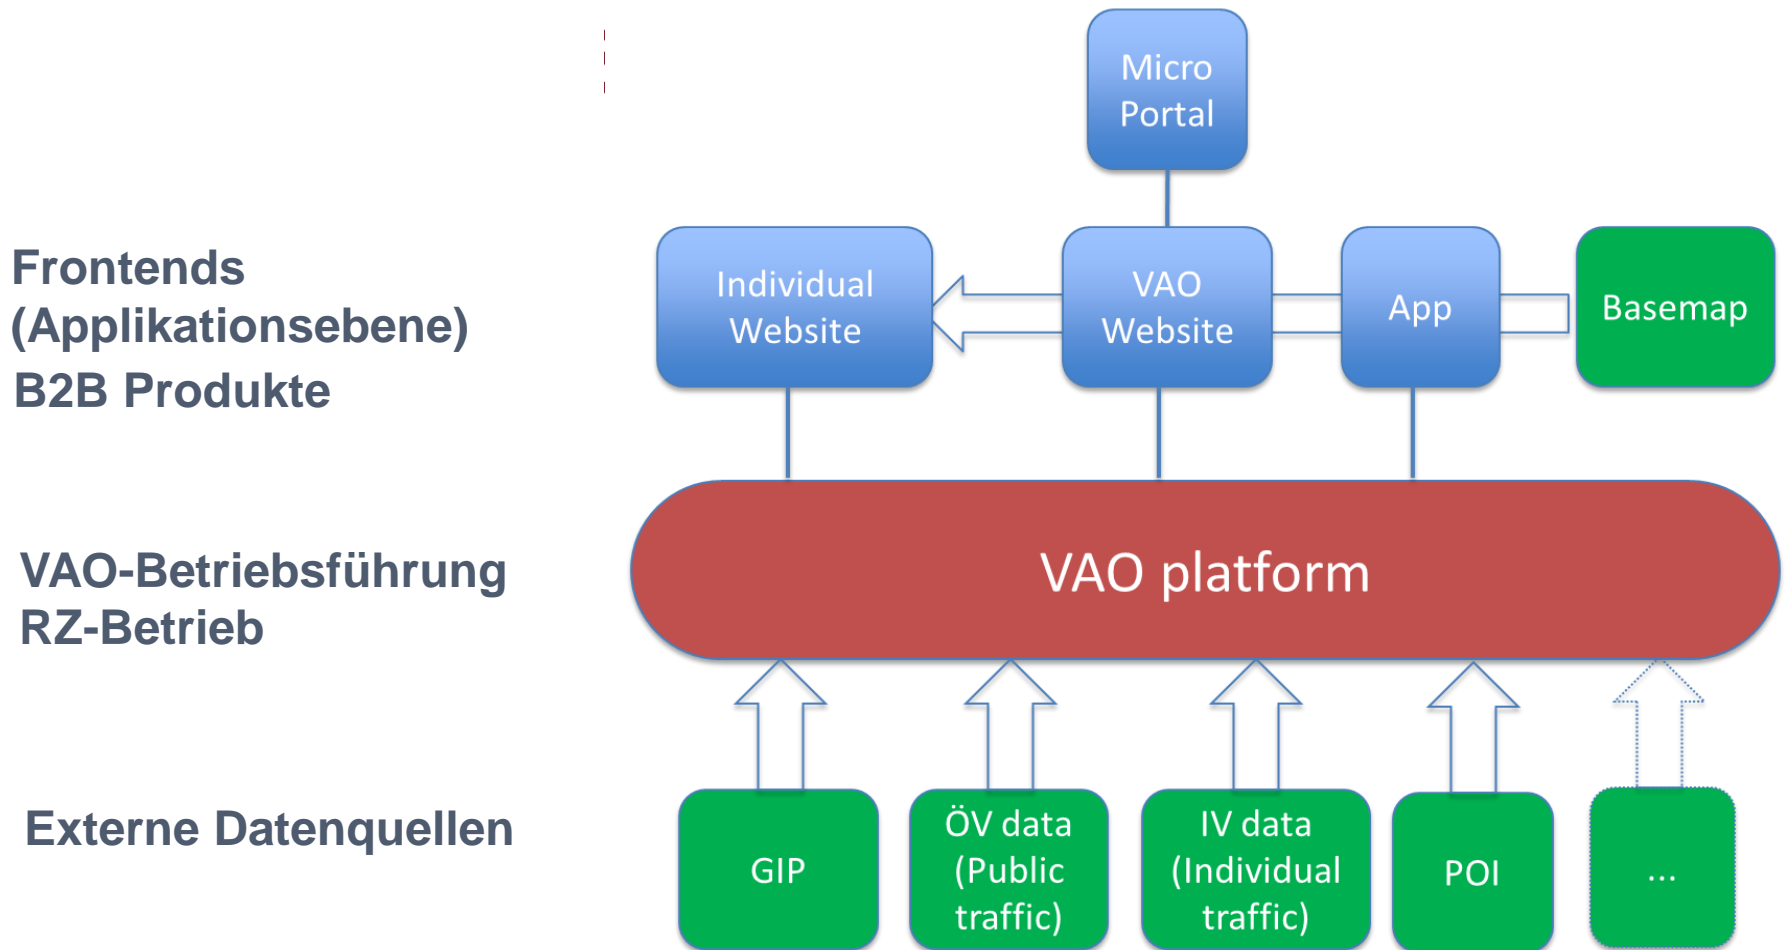 Micro
Portal
Frontends
(Applikationsebene)
B2B Produkte
Individual
Website
VAO
Website
App
Basemap
VAO-Betriebsführung
RZ-Betrieb
VAO platform
Externe Datenquellen
GIP
ÖV data
(Public
traffic)
IV data
(Individual
traffic)
POI
...